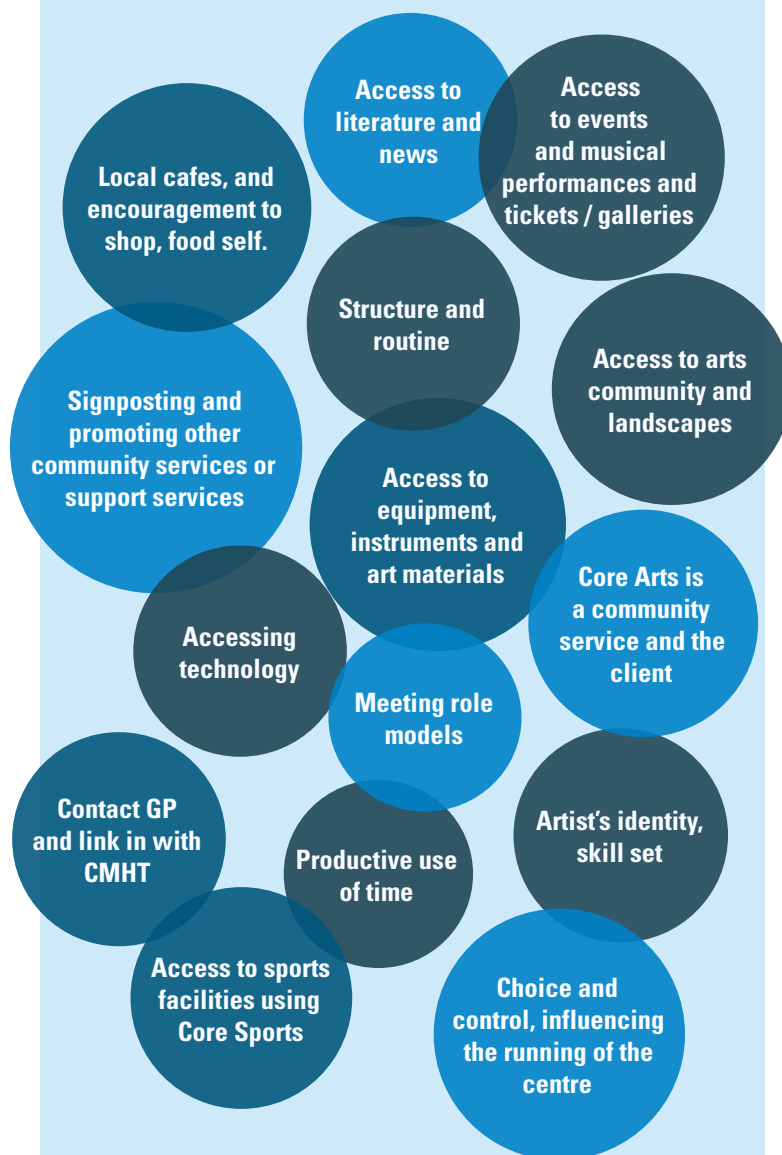 Access to
literature and
news
Access
to events
and musical
performances and
tickets / galleries
Local cafes, and
encouragement to
shop, food self.
Structure and
routine
Access to arts
community and
landscapes
Signposting and
promoting other
community services or
support services
Access to
equipment,
instruments and
art materials
Core Arts is
a community
service and the
client
Accessing
technology
Meeting role
models
Contact GP
and link in with
CMHT
Productive use
of time
Artist's identity,
skill set
Access to sports
facilities using
Core Sports
Choice and
control, influencing
the running of the
centre